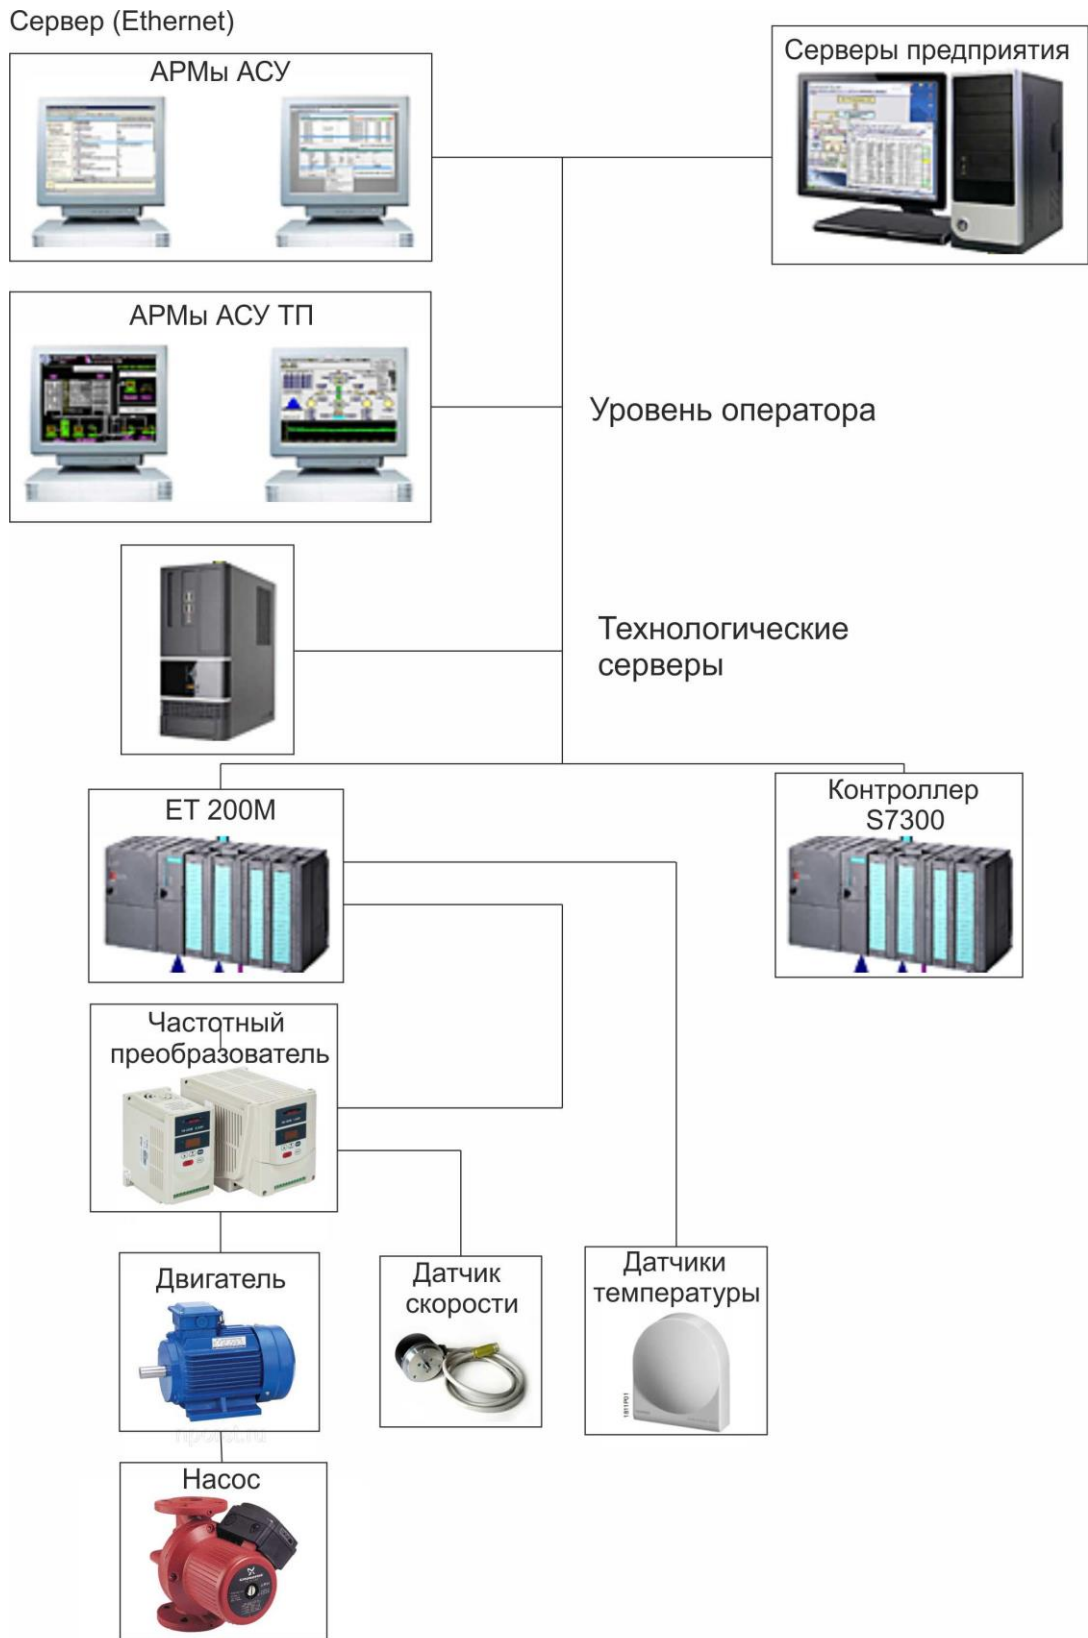 Сервер (Ethernet)
АРМы АСУ
Серверы предприятия
АРМы АСУ ТП
Уровень оператора
Технологические
серверы
ET 200M
Контроллер
S7300
Частотный
преобразователь
Двигатель
Датчик
скорости
Датчики
температуры
1811P01
Насос